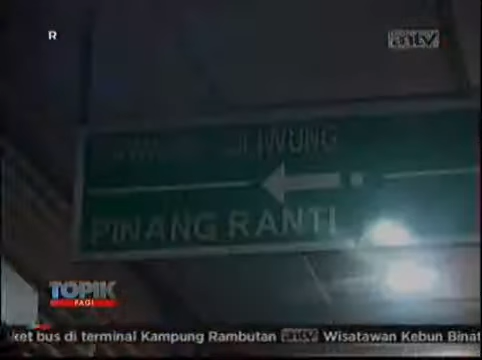 R
antv
PINANG RANTI
TOPIK
PAGI
ket bus di terminal Kampung Rambutan antv Wisatawan Kebun Binat